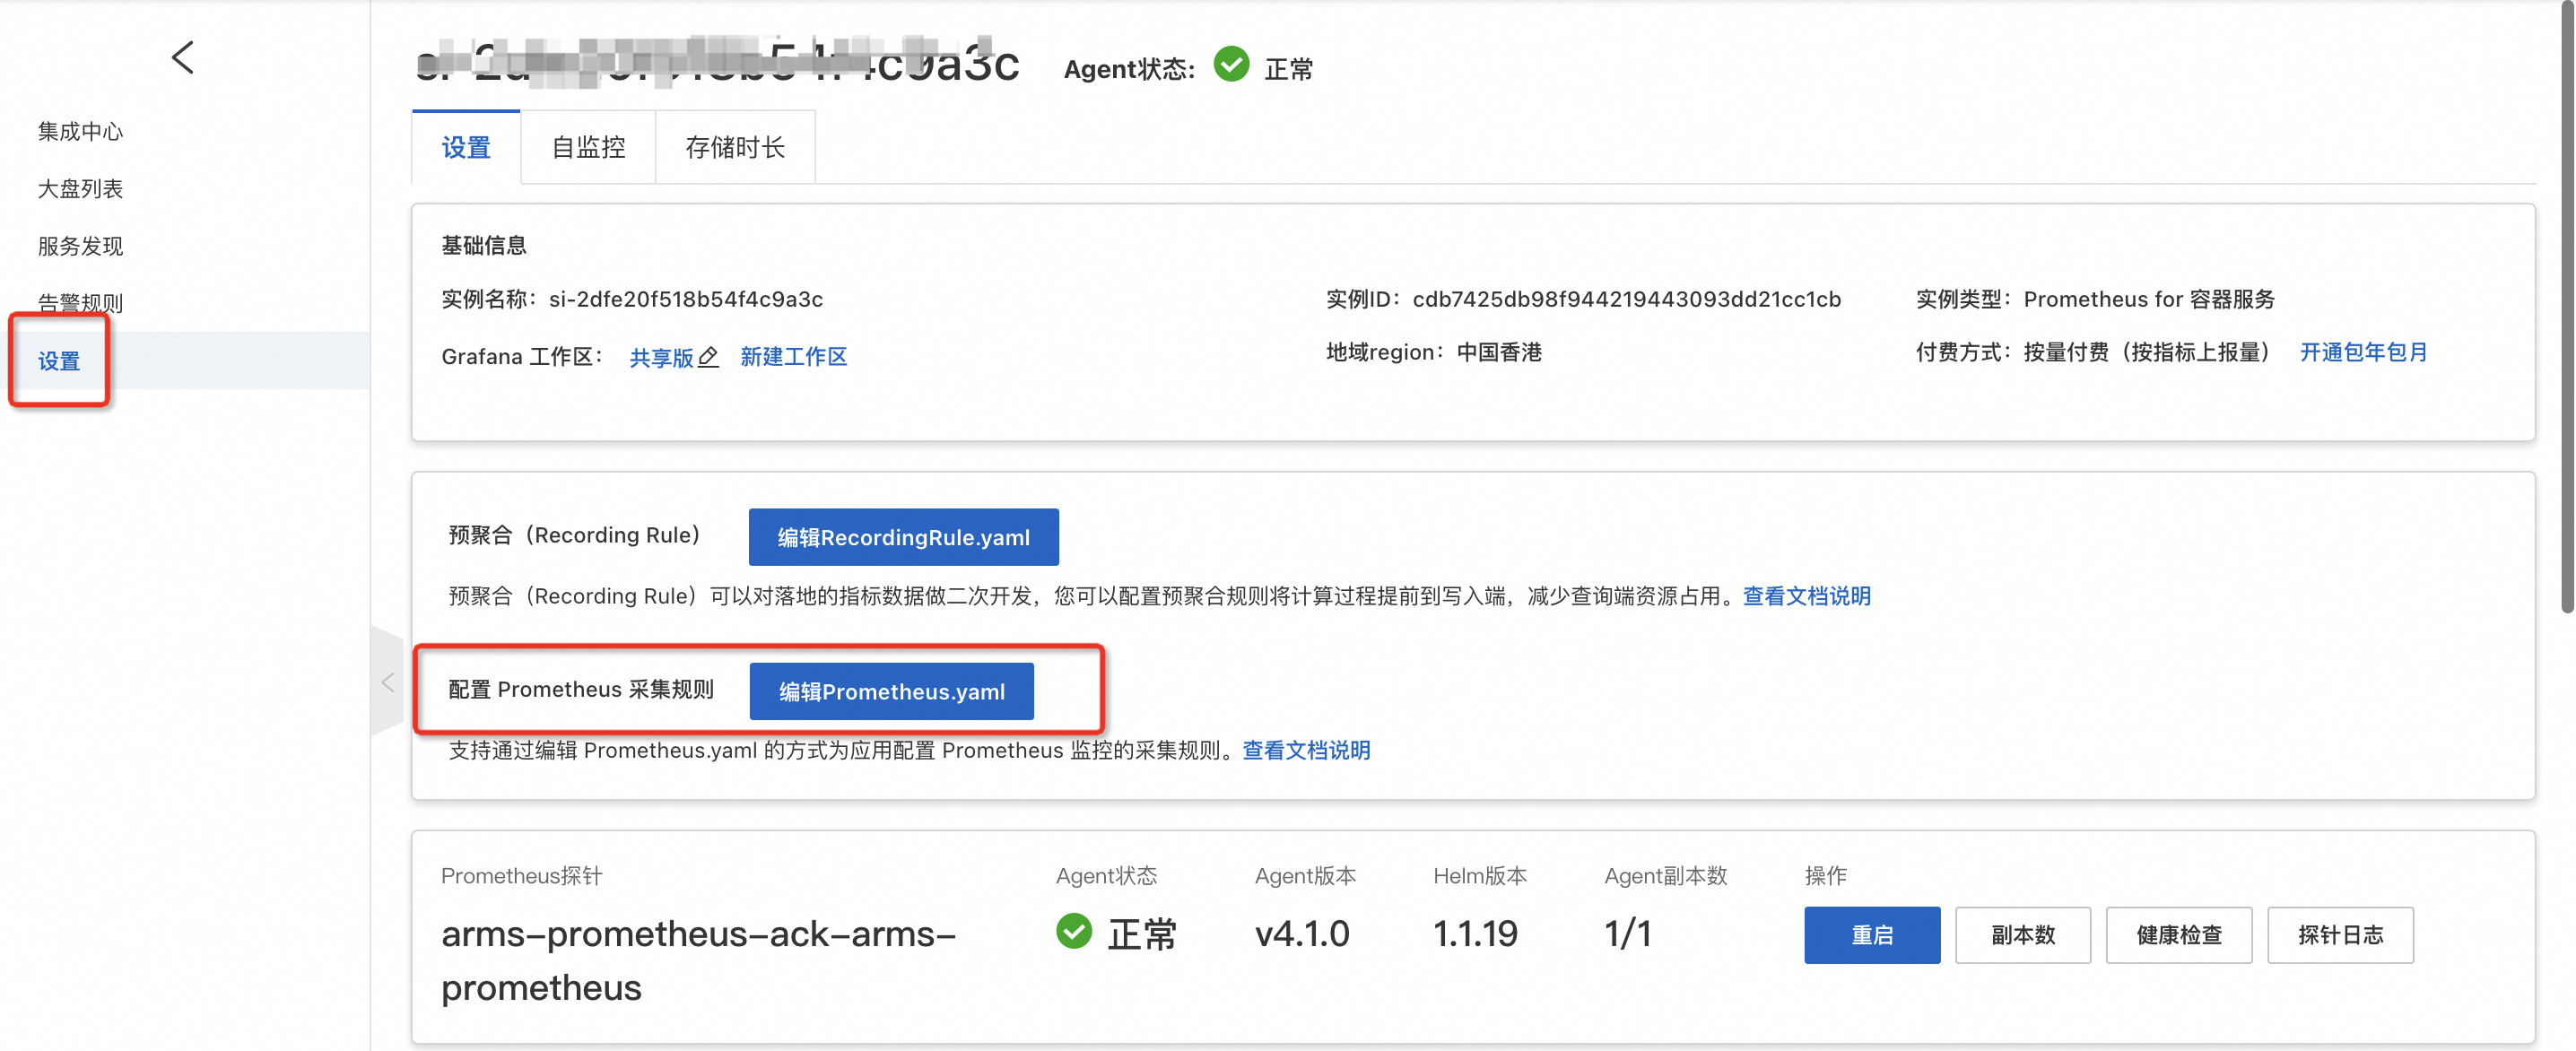 集成中心
大盘列表
服务发现
告警规则
设置
Agent状态: 正常
设置 自监控 存储时长
基础信息
实例名称：si-2dfe20f518b54f4c9a3c 实例ID：cdb7425db98f944219443093dd21cc1cb 实例类型：Prometheus for 容器服务
Grafana 工作区： 共享版 新建工作区 地域region：中国香港 付费方式：按量付费（按指标上报量） 开通包年包月
预聚合（Recording Rule） 编辑RecordingRule.yaml
预聚合（Recording Rule）可以对落地的指标数据做二次开发，您可以配置预聚合规则将计算过程提前到写入端，减少查询端资源占用。查看文档说明
配置 Prometheus 采集规则 编辑Prometheus.yaml
支持通过编辑 Prometheus.yaml 的方式为应用配置 Prometheus 监控的采集规则。查看文档说明
Prometheus探针 Agent状态 Agent版本 Helm版本 Agent副本数 操作
arms-prometheus-ack-arms- 正常 v4.1.0 1.1.19 1/1 重启 副本数 健康检查 探针日志
prometheus